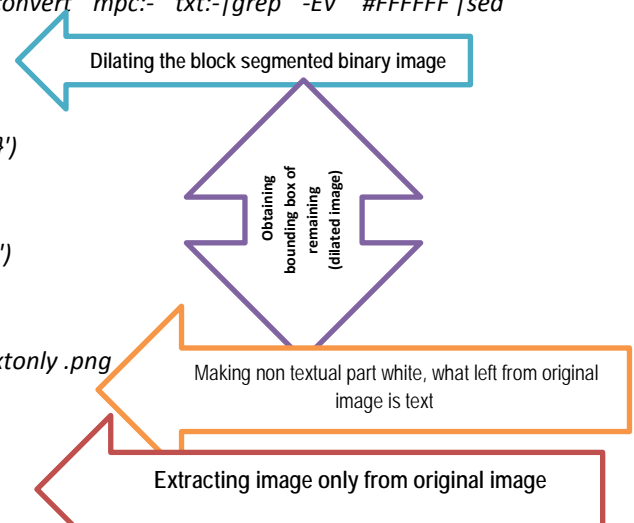 convert mpc:- txt:-|grep -Ev '#FFFFFF'|sed
Dilating the block segmented binary image
')
Obtaining
bounding box of
remaining
(dilated image)
')
tonly .png
Making non textual part white, what left from original
image is text
Extracting image only from original image